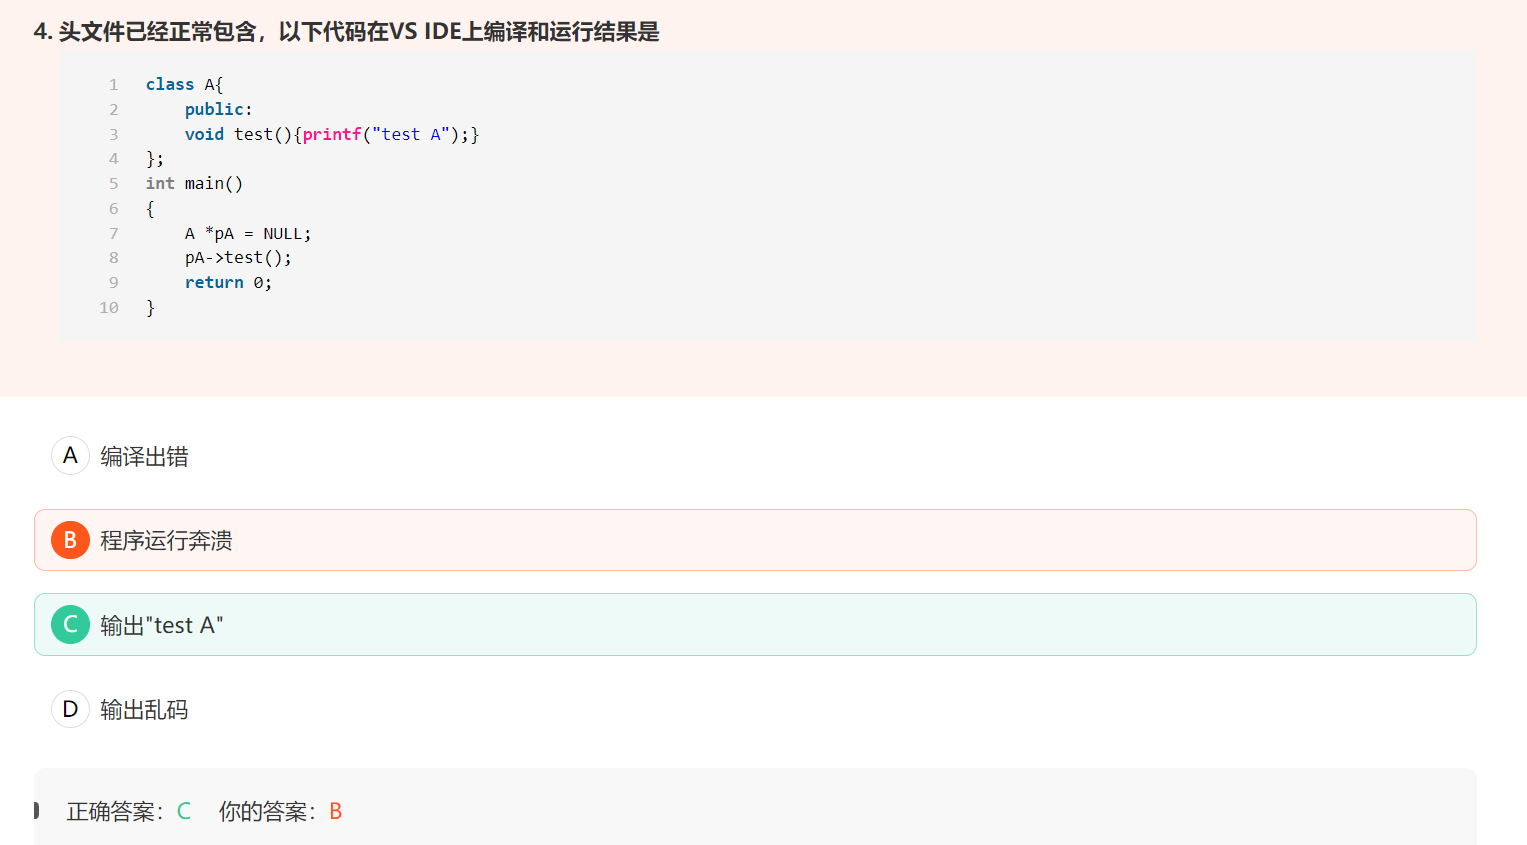 4. 头文件已经正常包含，以下代码在VS IDE上编译和运行结果是
1 class A{
2 public:
3 void test(){printf("test A");}
4 };
5 int main()
6 {
7 A *pA = NULL;
8 pA->test();
9 return 0;
10 }
A 编译出错
B 程序运行奔溃
C 输出"test A"
D 输出乱码
正确答案：C 你的答案：B